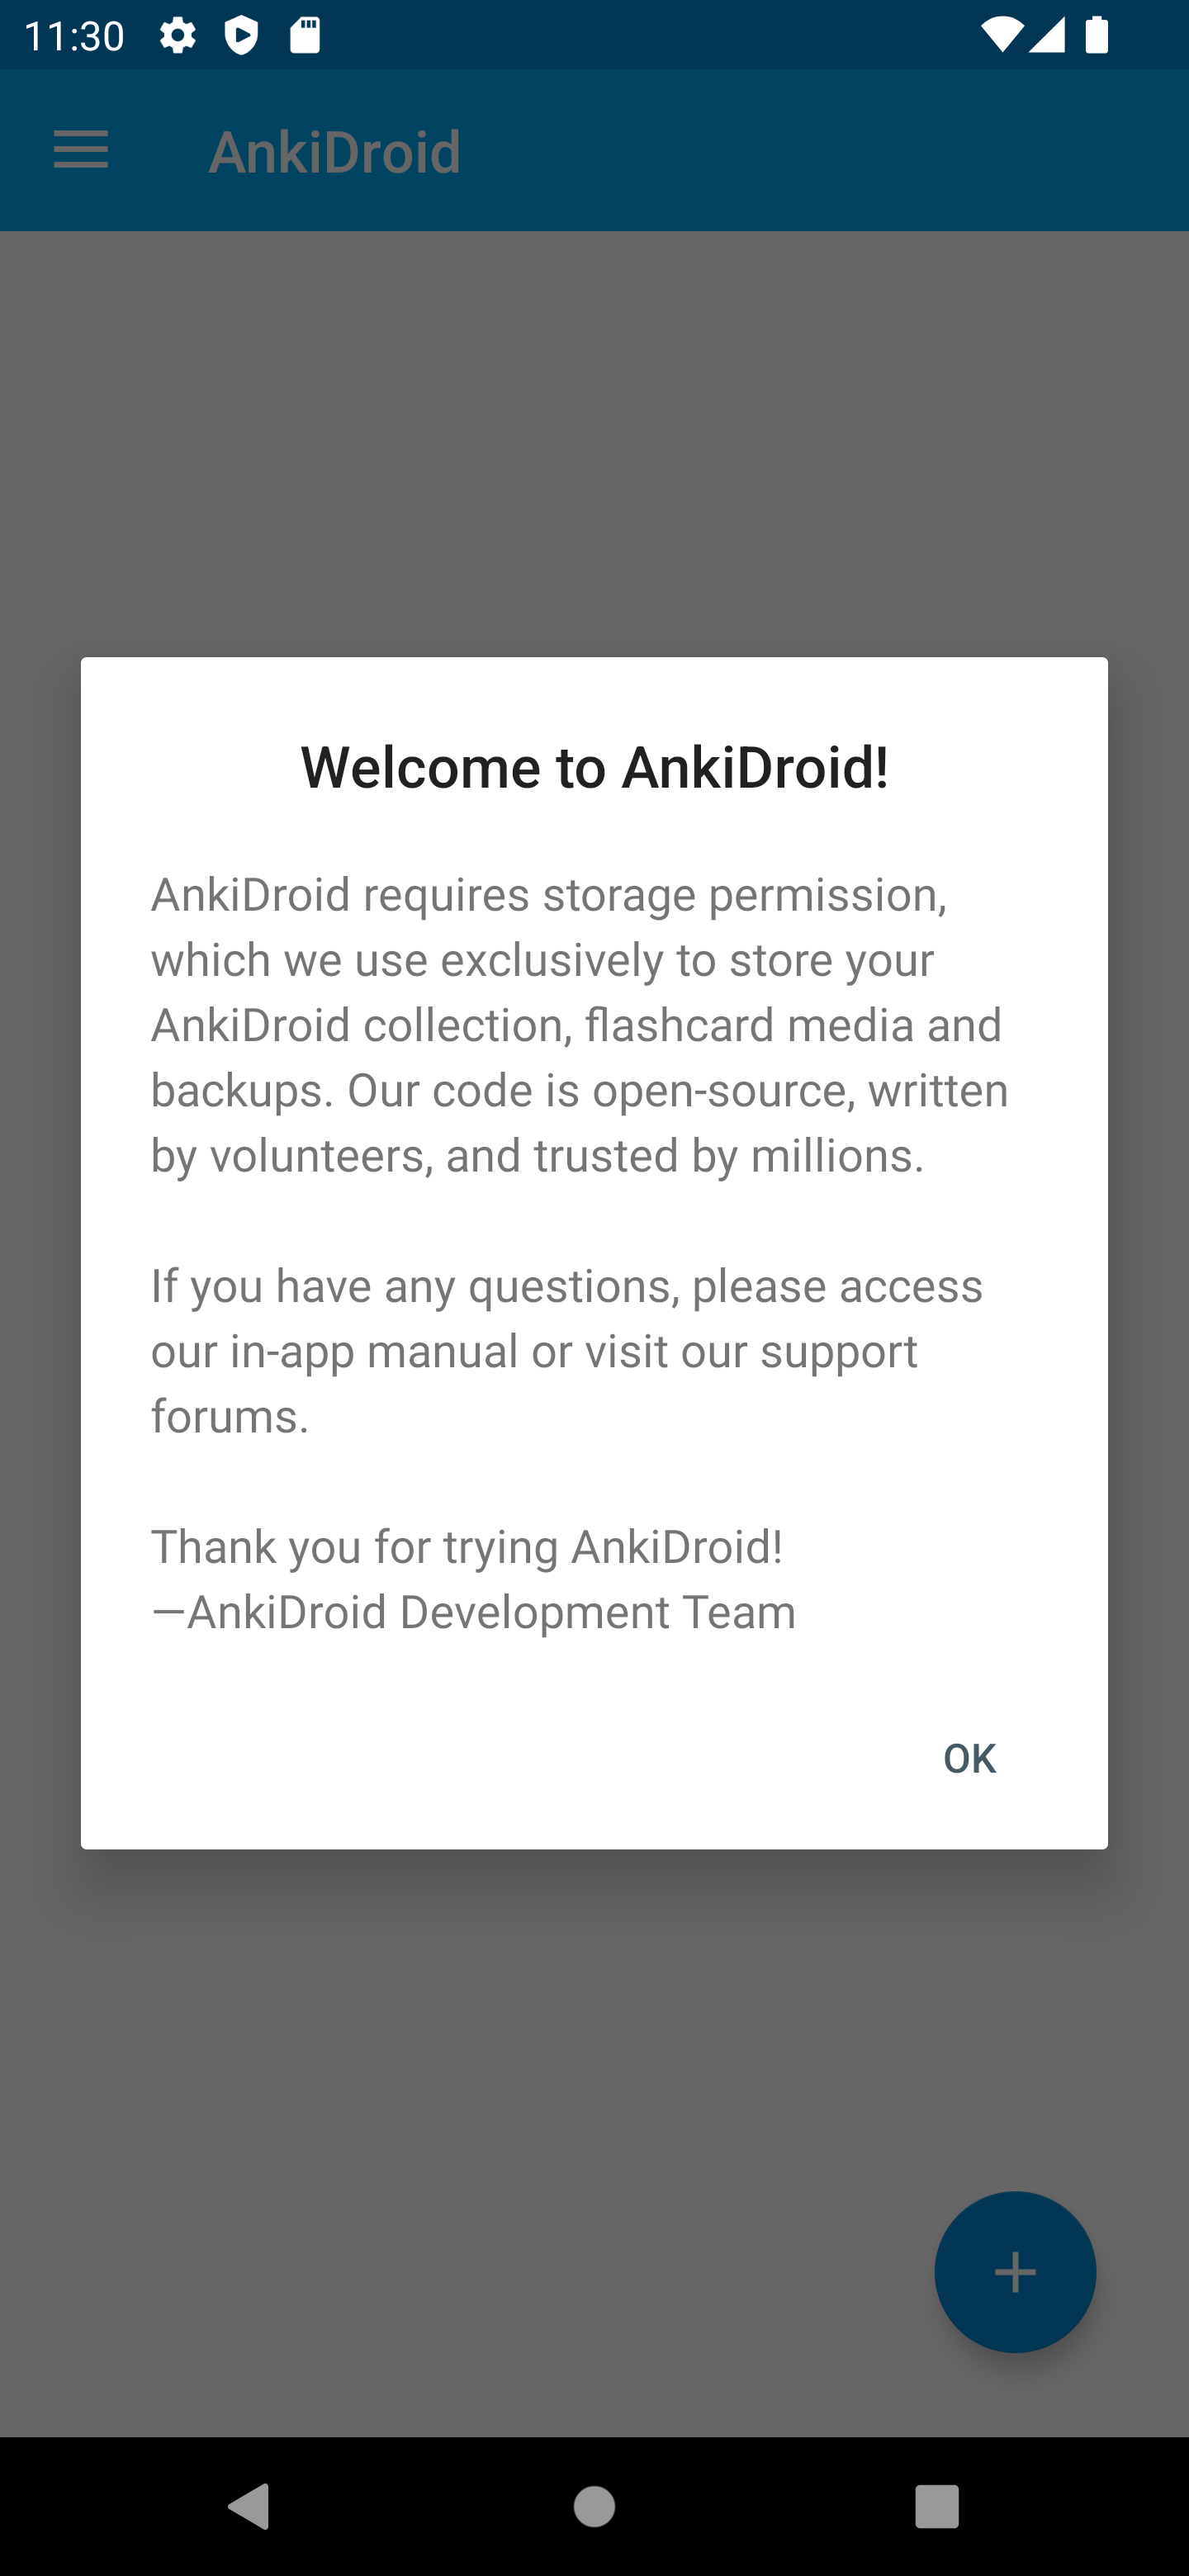 11:30
AnkiDroid
Welcome to AnkiDroid!
AnkiDroid requires storage permission,
which we use exclusively to store your
AnkiDroid collection, flashcard media and
backups. Our code is open-source, written
by volunteers, and trusted by millions.
If you have any questions, please access
our in-app manual or visit our support
forums.
Thank you for trying AnkiDroid!
—AnkiDroid Development Team
OK